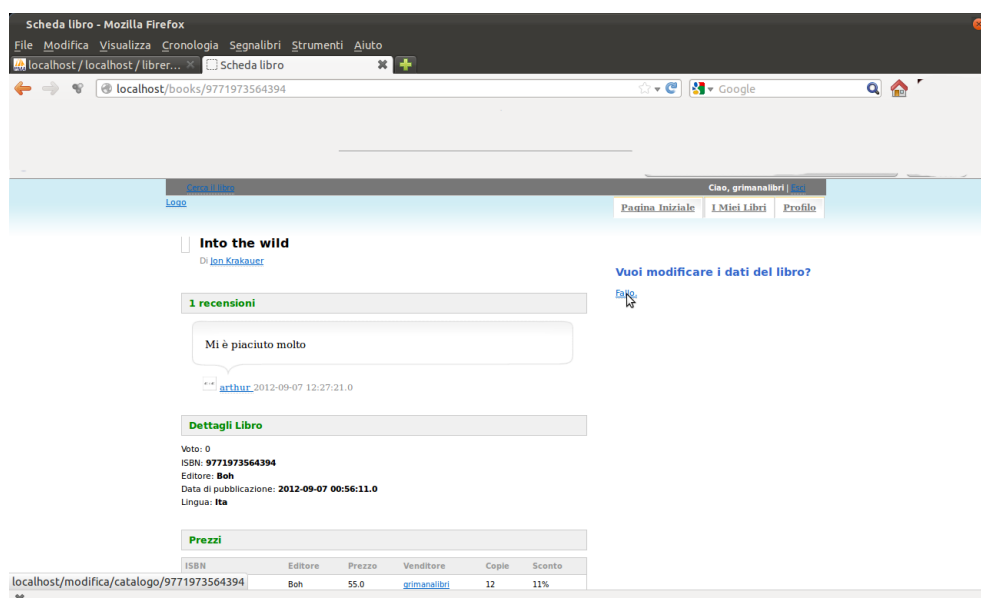 Scheda libro - Mozilla Firefox
File Modifica Visualizza Cronologia Segnalibri Strumenti Aiuto
localhost / localhost / librer... Scheda libro
localhost/books/9771973564394 Google
Cerca il libro Ciao, grimanalibri | Esci
Logo
Pagina Iniziale I Miei Libri Profilo
Into the wild
Di Jon Krakauer
Vuoi modificare i dati del libro?
Fallo.
1 recensioni
Mi è piaciuto molto
arthur 2012-09-07 12:27:21.0
Dettagli Libro
Voto: 0
ISBN: 9771973564394
Editore: Boh
Data di pubblicazione: 2012-09-07 00:56:11.0
Lingua: Ita
Prezzi
ISBN Editore Prezzo Venditore Copie Sconto
Boh 55.0 grimanalibri 12 11%
localhost/modifica/catalogo/9771973564394